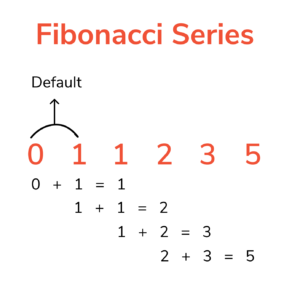 Fibonacci Series
Default
0 1 1 2 3 5
0 + 1 = 1
1 + 1 = 2
1 + 2 = 3
2 + 3 = 5